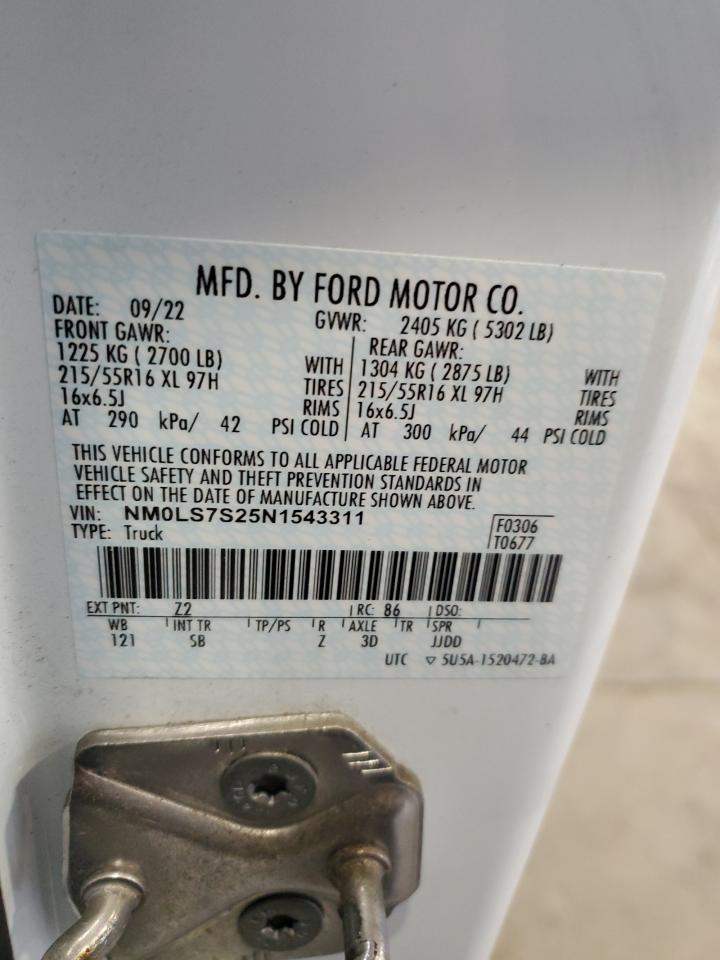 MFD. BY FORD MOTOR CO.
DATE: 09/22 GVWR: 2405 KG ( 5302 LB)
FRONT GAWR: REAR GAWR:
1225 KG ( 2700 LB) WITH 1304 KG ( 2875 LB) WITH
215/55R16 XL 97H TIRES 215/55R16 XL 97H TIRES
16x6.5J RIMS 16x6.5J RIMS
AT 290 kPa/ 42 PSI COLD AT 300 kPa/ 44 PSI COLD
THIS VEHICLE CONFORMS TO ALL APPLICABLE FEDERAL MOTOR
VEHICLE SAFETY AND THEFT PREVENTION STANDARDS IN
EFFECT ON THE DATE OF MANUFACTURE SHOWN ABOVE.
VIN: NM0LS7S25N1543311 F0306
TYPE: Truck T0677
EXT PNT: Z2 RC: 86 DSO:
WB INT TR TP/PS R AXLE TR SPR
121 SB Z 3D JJDD
UTC ▽ 5U5A-1520472-BA